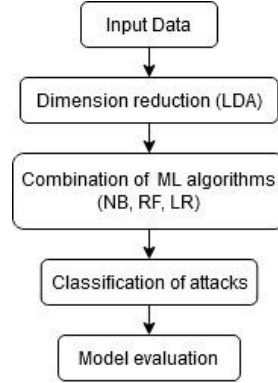 Input Data
Dimension reduction (LDA)
Combination of ML algorithms
(NB, RF, LR)
Classification of attacks
Model evaluation